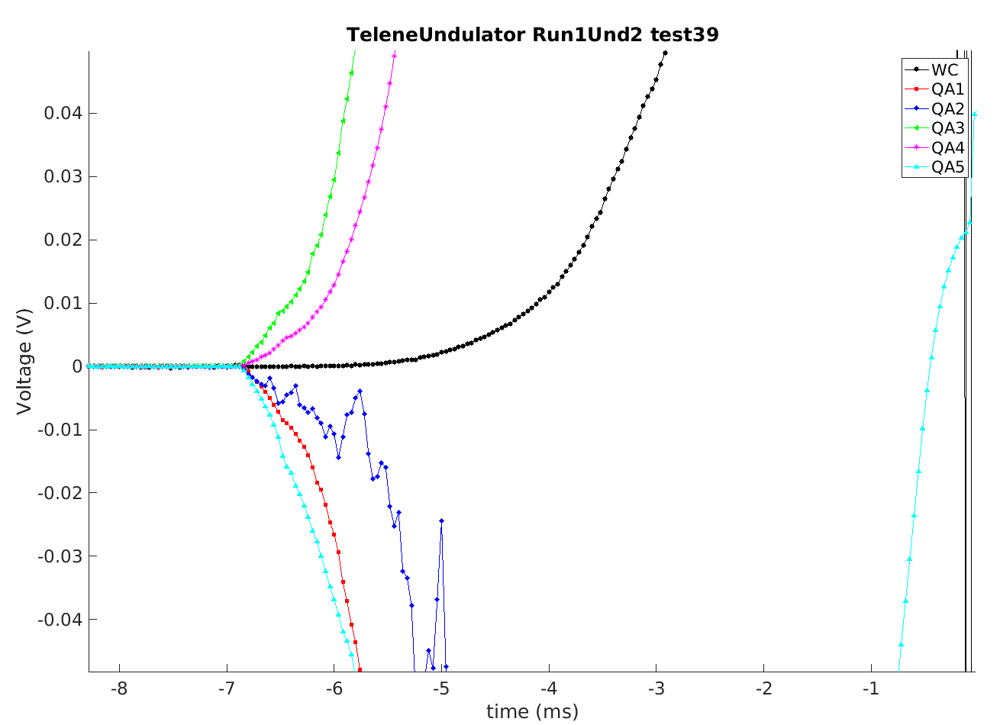 TeleneUndulator Run1Und2 test39
WC
QA1
QA2
QA3
QA4
QA5
Voltage (V)
0.04
0.03
0.02
0.01
0
-0.01
-0.02
-0.03
-0.04
-8 -7 -6 -5 -4 -3 -2 -1
time (ms)